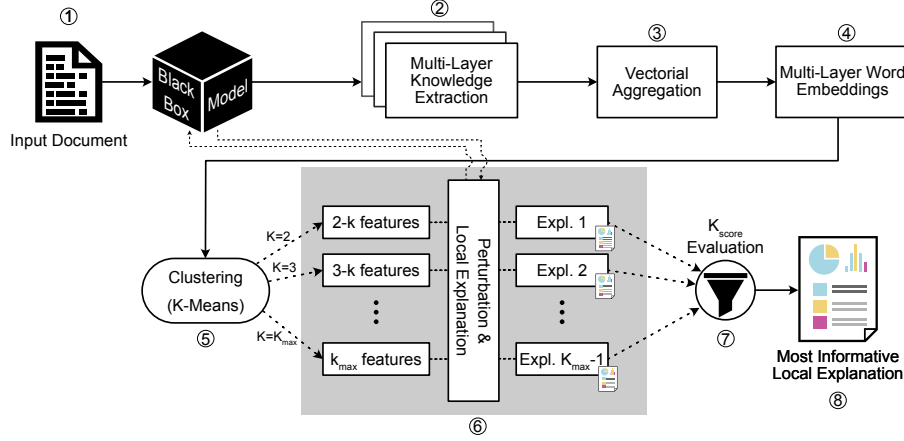 ①
Input Document
Black
Box
Model
②
Multi-Layer
Knowledge
Extraction
③
Vectorial
Aggregation
④
Multi-Layer Word
Embeddings
Clustering
(K-Means)
⑤
K=2
K=3
K=Kmax
2-k features
3-k features
kmax features
Perturbation &
Local Explanation
Expl. 1
Expl. 2
Expl. Kmax-1
⑥
Kscore
Evaluation
⑦
Most Informative
Local Explanation
⑧